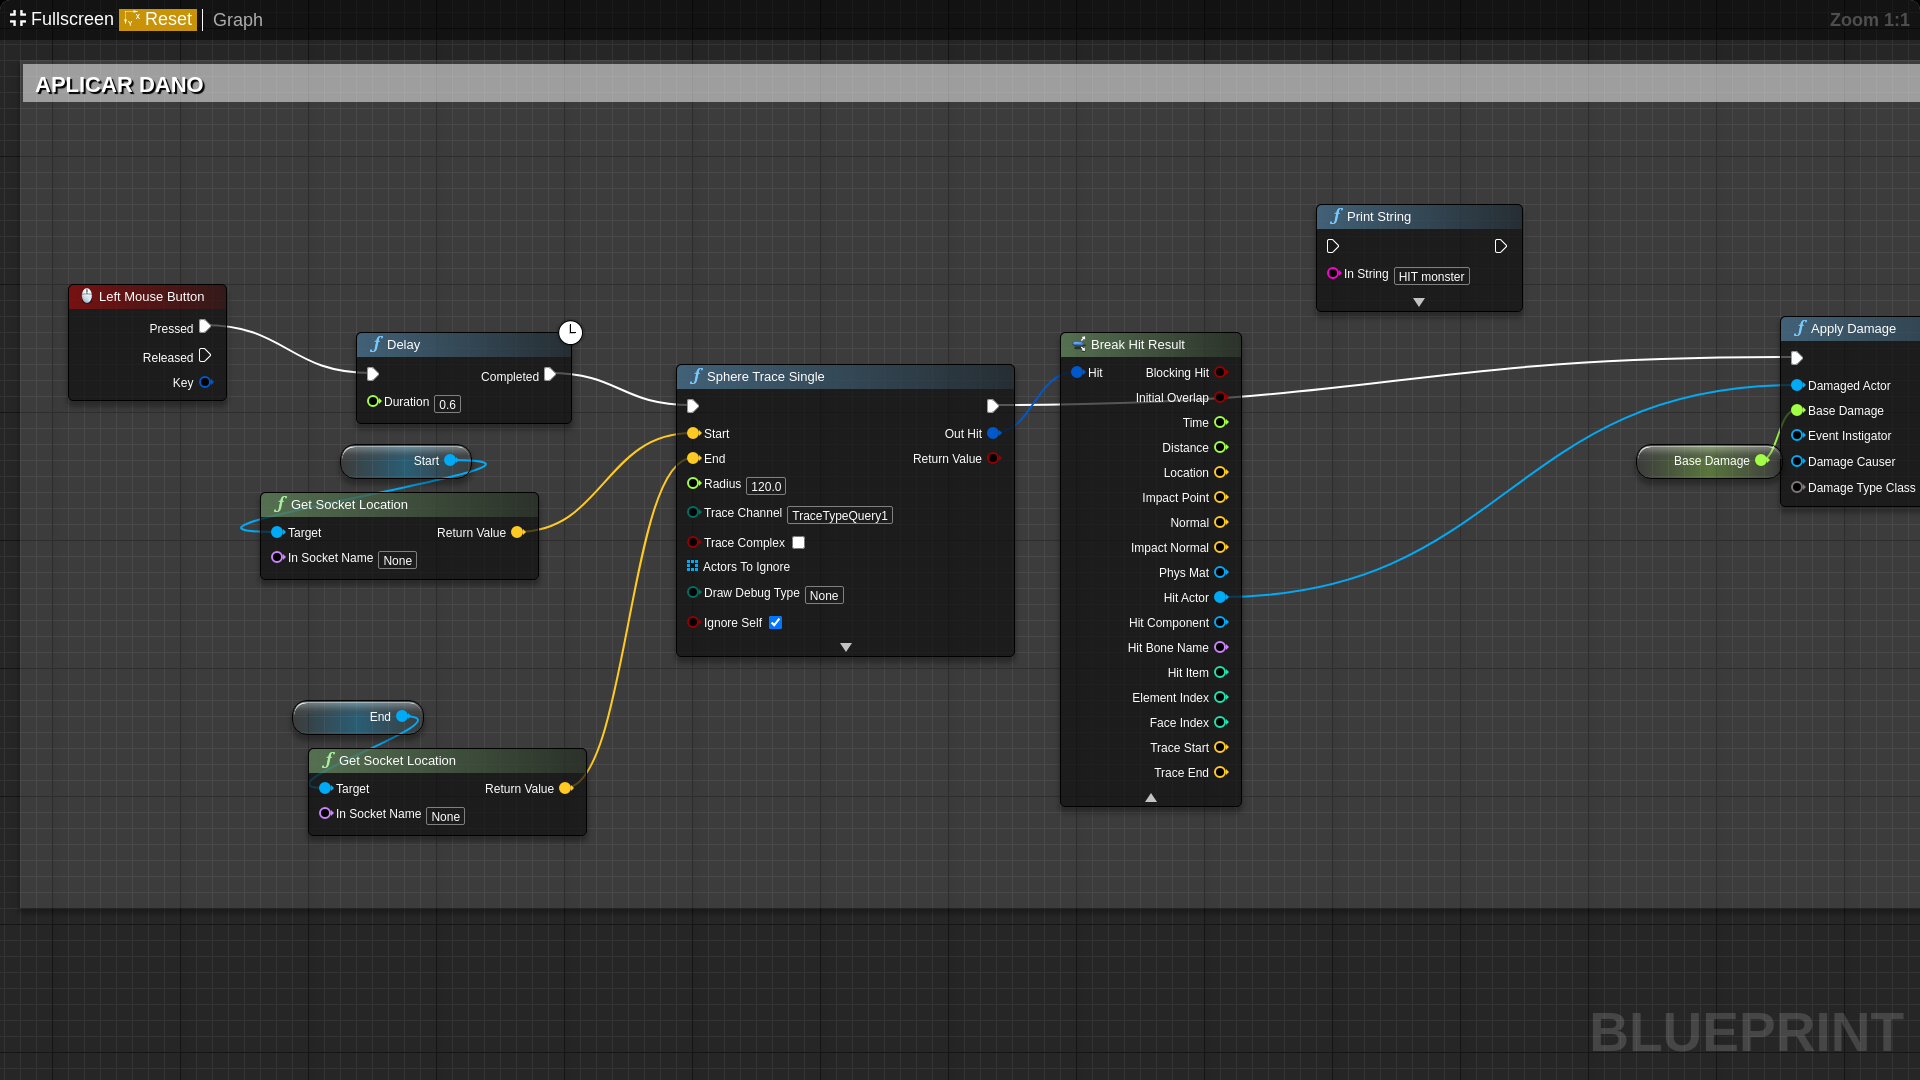 Fullscreen Reset Graph Zoom 1:1
APLICAR DANO
Left Mouse Button
Pressed
Released
Key
Delay
Completed
Duration 0.6
Start
Get Socket Location
Target Return Value
In Socket Name None
End
Get Socket Location
Target Return Value
In Socket Name None
Sphere Trace Single
Start Out Hit
End Return Value
Radius 120.0
Trace Channel TraceTypeQuery1
Trace Complex
Actors To Ignore
Draw Debug Type None
Ignore Self
Break Hit Result
Hit Blocking Hit
Initial Overlap
Time
Distance
Location
Impact Point
Normal
Impact Normal
Phys Mat
Hit Actor
Hit Component
Hit Bone Name
Hit Item
Element Index
Face Index
Trace Start
Trace End
Print String
In String HIT monster
Base Damage
Apply Damage
Damaged Actor
Base Damage
Event Instigator
Damage Causer
Damage Type Class
BLUEPRINT